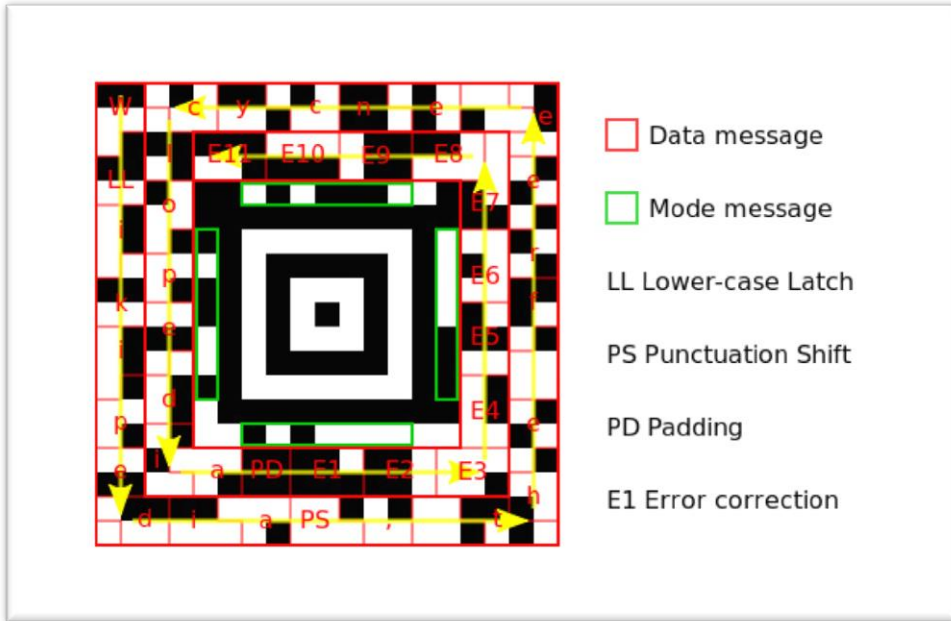 W c y c n e e
l E11 E10 E9 E8
LL e
o E7
i
r
p E6
k f
e E5
i
d E4
p e
e i a PD E1 E2 E3
h
d i a PS , t
Data message
Mode message
LL Lower-case Latch
PS Punctuation Shift
PD Padding
E1 Error correction